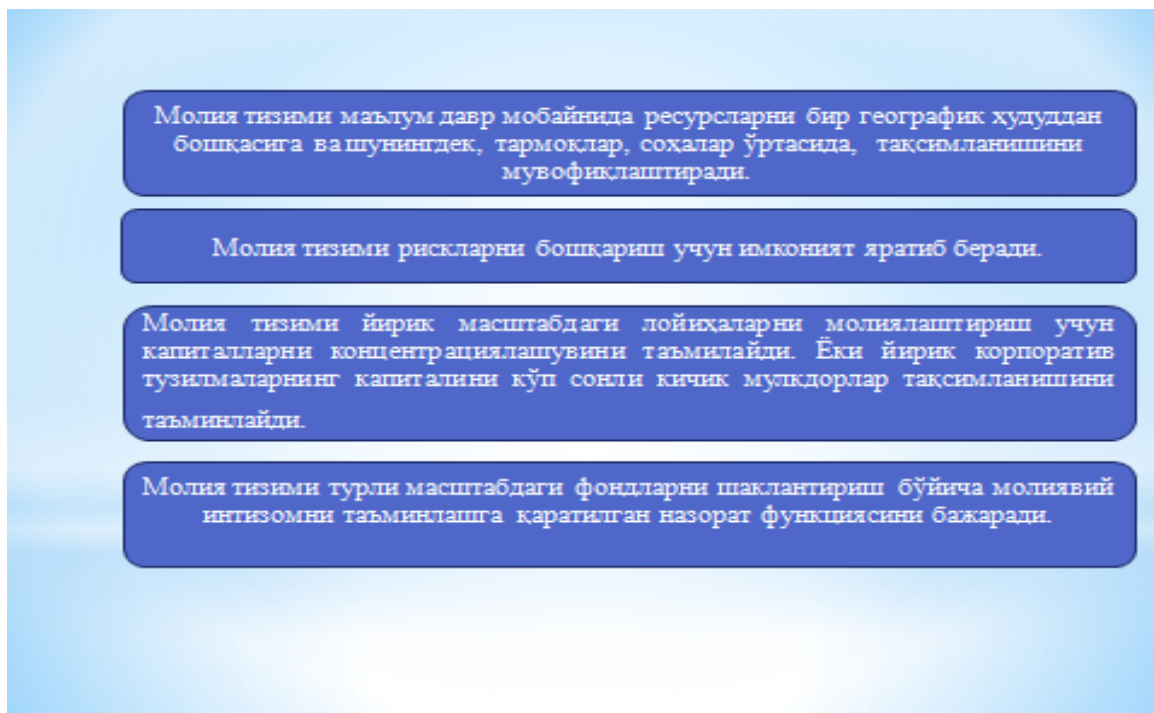 Молия тизими маълум давр мобайнида ресурсларни бир географик ҳудуддан
бошқасига ва шунингдек, тармоқлар, соҳалар ўртасида, тақсимланишини
мувофиқлаштиради.
Молия тизими рискларни бошқариш учун имконият яратиб беради.
Молия тизими йирик масштабдаги лойиҳаларни молиялаштириш учун
капиталларни концентрациялашувини таъмилайди. Ёки йирик корпоратив
тузилмаларнинг капиталини кўп сонли кичик мулкдорлар тақсимланишини
таъминлайди.
Молия тизими турли масштабдаги фондларни шаклантириш бўйича молиявий
интизомни таъминлашга қаратилган назорат функциясини бажаради.